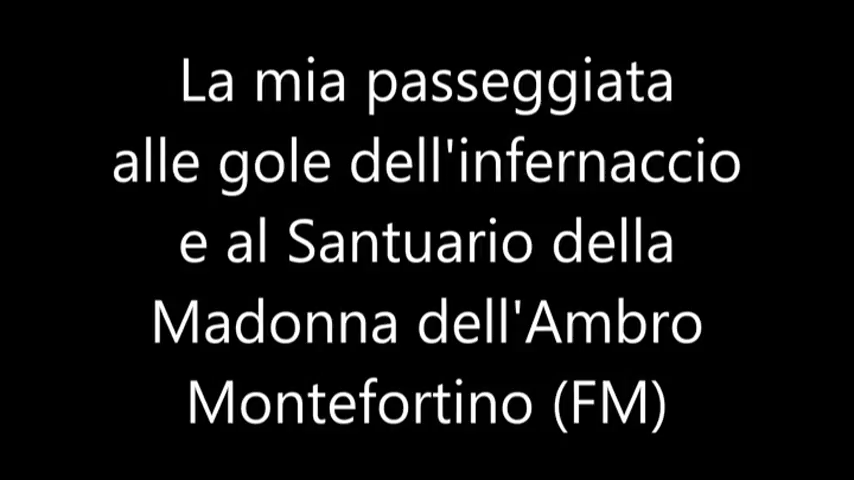 La mia passeggiata
alle gole dell'infernaccio
e al Santuario della
Madonna dell'Ambro
Montefortino (FM)